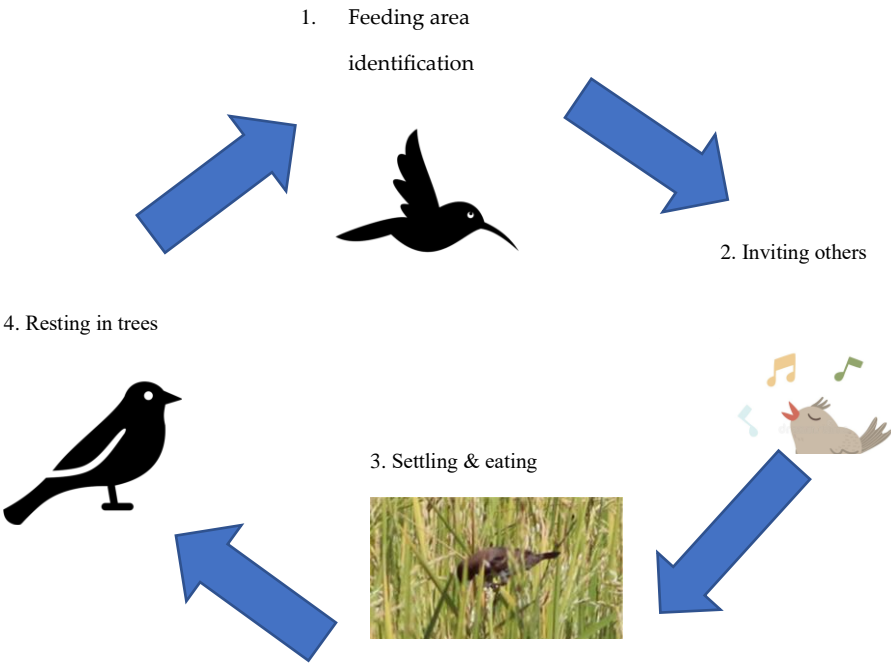 1. Feeding area
identification
2. Inviting others
4. Resting in trees
3. Settling & eating